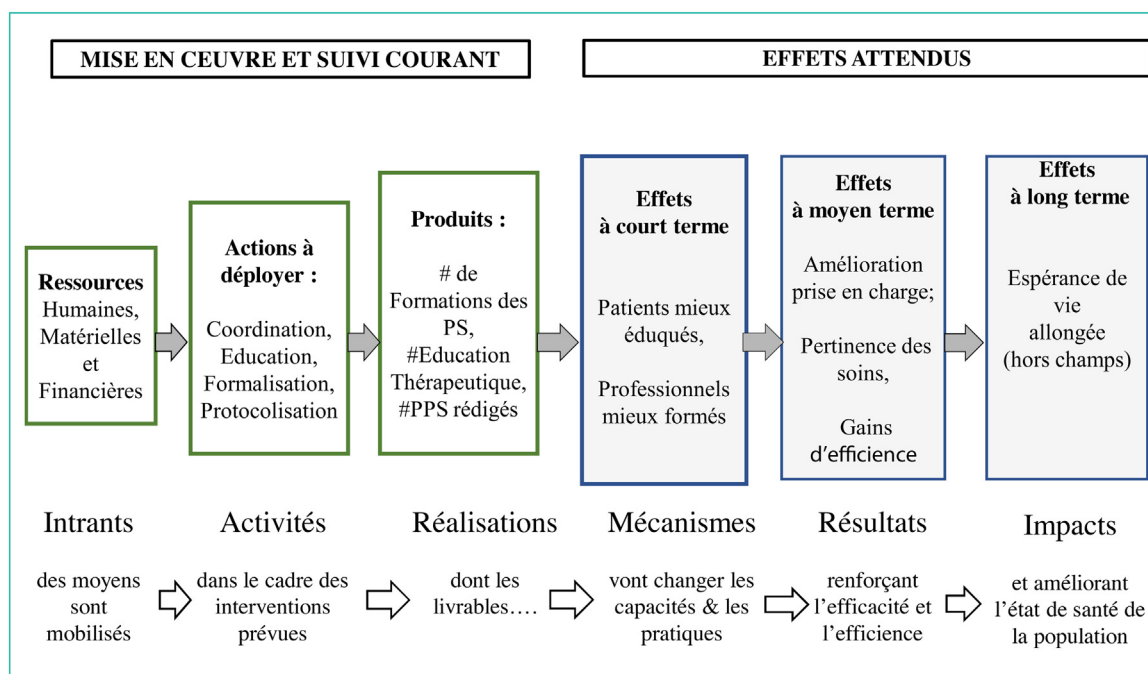 MISE EN CEUVRE ET SUIVI COURANT
EFFETS ATTENDUS
Ressources
Humaines,
Matérielles
et
Financières
Actions à
déployer :
Coordination,
Education,
Formalisation,
Protocolisation
Produits :
# de
Formations des
PS,
#Education
Thérapeutique,
#PPS rédigés
Effets
à court terme
Patients mieux
éduqués,
Professionnels
mieux formés
Effets
à moyen terme
Amélioration
prise en charge;
Pertinence des
soins,
Gains
d'efficience
Effets
à long terme
Espérance de
vie
allongée
(hors champs)
Intrants
Activités
Réalisations
Mécanismes
Résultats
Impacts
des moyens
sont
mobilisés
dans le cadre des
interventions
prévues
dont les
livrables....
vont changer les
capacités & les
pratiques
renforçant
l'efficacité et
l'efficience
et améliorant
l'état de santé de
la population